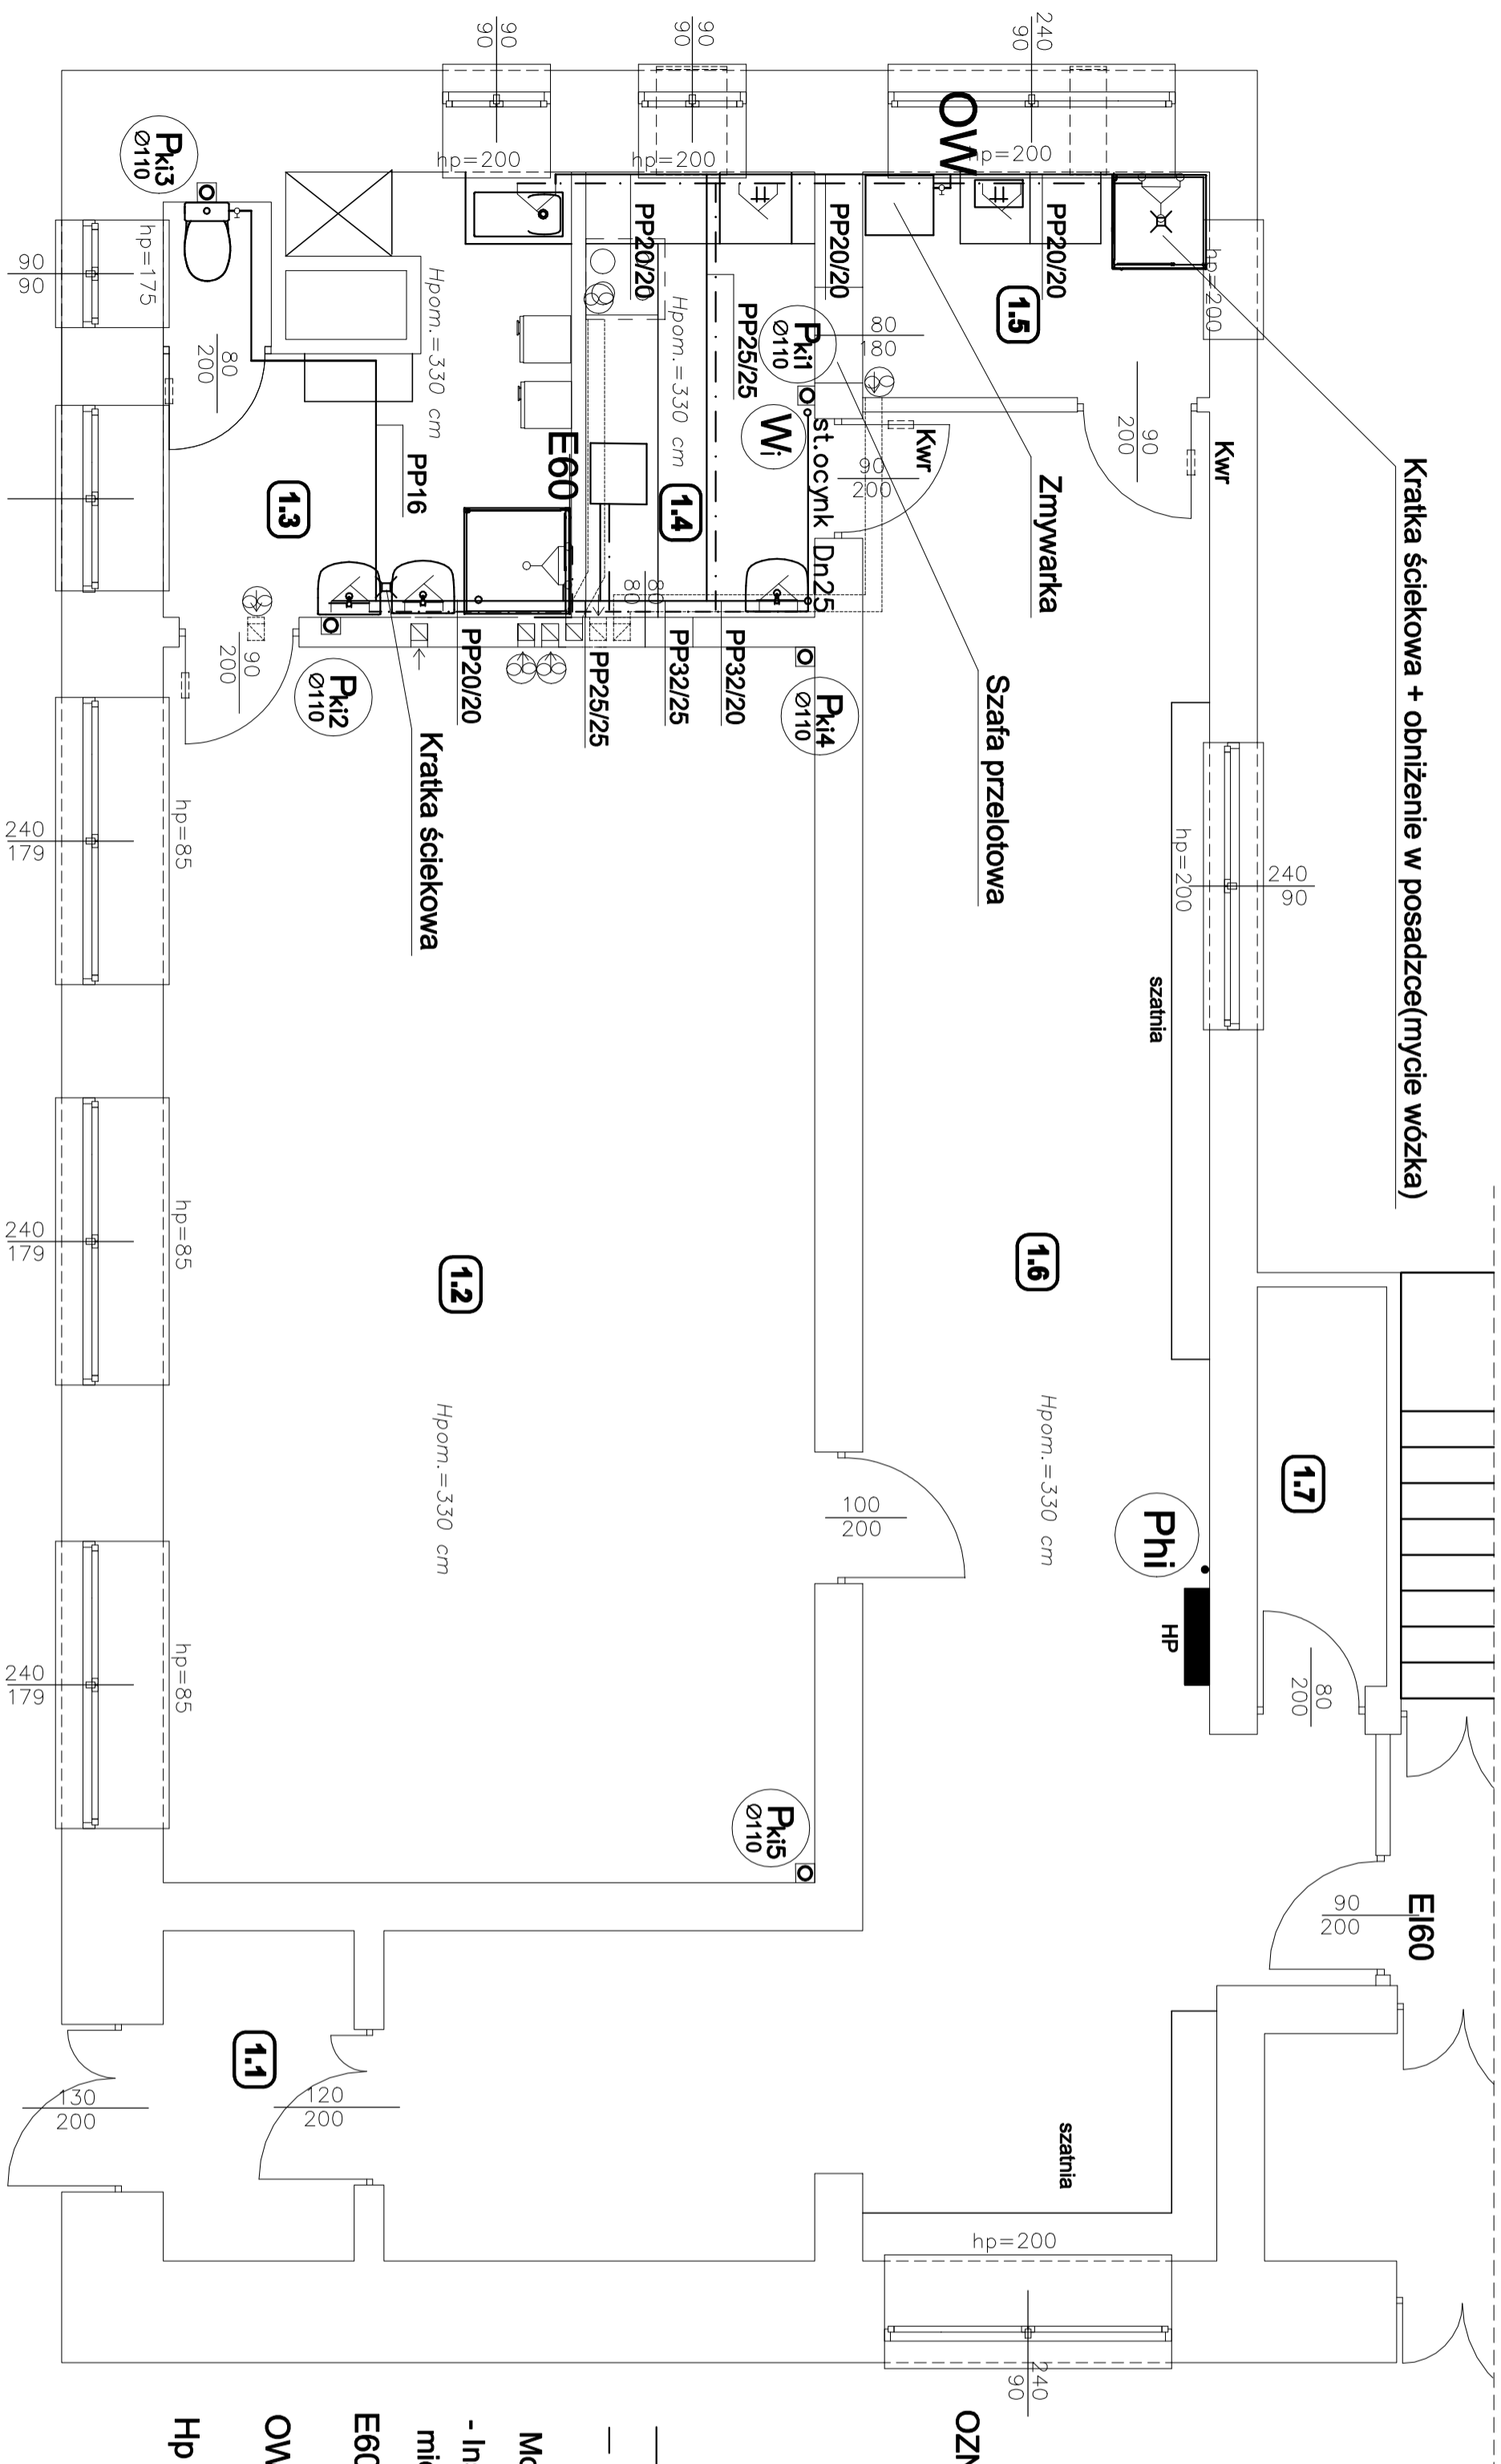 Kratka ściekowa + obniżenie w posadzce(mycie wózka)
EI60
90
200
1.7
80
200
240
90
hp=200
hp=200
Kwr
90
200
szatnia
Phi
HP
szatnia
240
90
hp=200
OW
PP20/20
1.5
Zmywarka
Szafa przelotowa
1.6
Hpom.=330 cm
hp=200
240
90
Kwr
90
200
80
180
100
200
PP20/20
Pki1
Ø110
st.ocynk Dn25
Wi
Pki4
Ø110
Pki5
Ø110
PP25/25
PP32/20
90
90
hp=200
PP20/20
Hpom.=330 cm
1.4
80
80
PP32/25
PP25/25
E60
90
90
hp=200
PP20/20
1.2
Hpom.=330 cm
Hpom.=330 cm
PP16
Kratka ściekowa
Pki2
Ø110
1.3
90
200
80
200
Pki3
Ø110
hp=175
90
90
hp=85
240
179
hp=85
240
179
hp=85
240
179
1.1
120
200
130
200
OZN
Mo
- In
mie
E60
OW
Hp